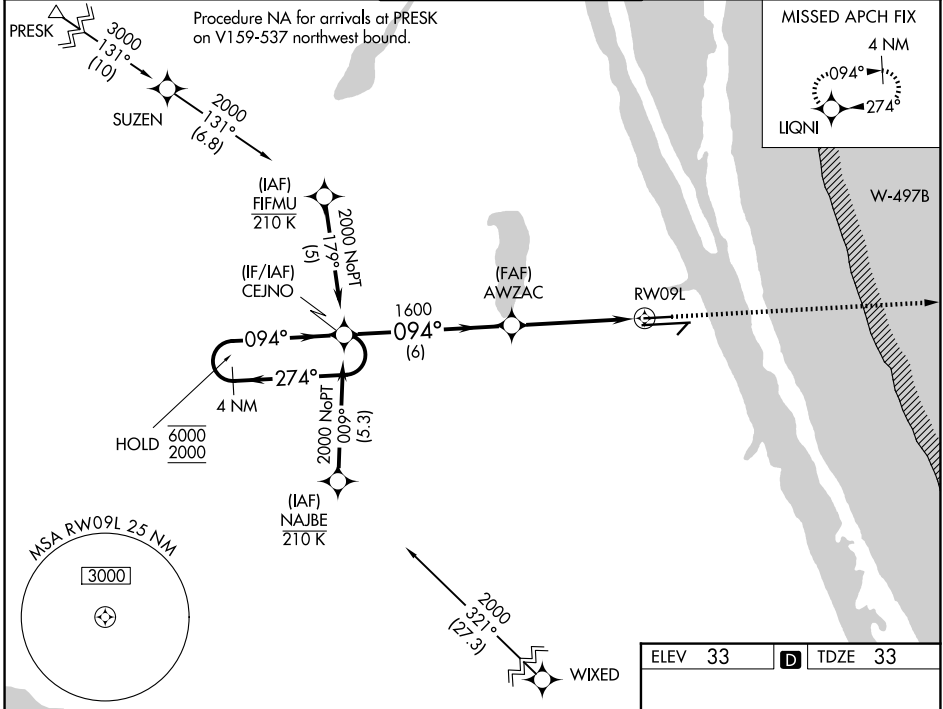 PRESK
3000
131°
(10)
Procedure NA for arrivals at PRESK
on V159-537 northwest bound.
MISSED APCH FIX
4 NM
094°
274°
LIQNI
SUZEN
2000
131°
(6.8)
W-497B
(IAF)
FIFMU
210 K
2000 NoPT
179°
(5)
(IF/IAF)
CEJNO
(FAF)
AWZAC
RW09L
1600
094°
(6)
094°
274°
4 NM
HOLD
6000
2000
2000 NoPT
009°
(5.3)
(IAF)
NAJBE
210 K
MSA RW09L 25 NM
3000
2000
321°
(27.3)
WIXED
ELEV 33 D TDZE 33